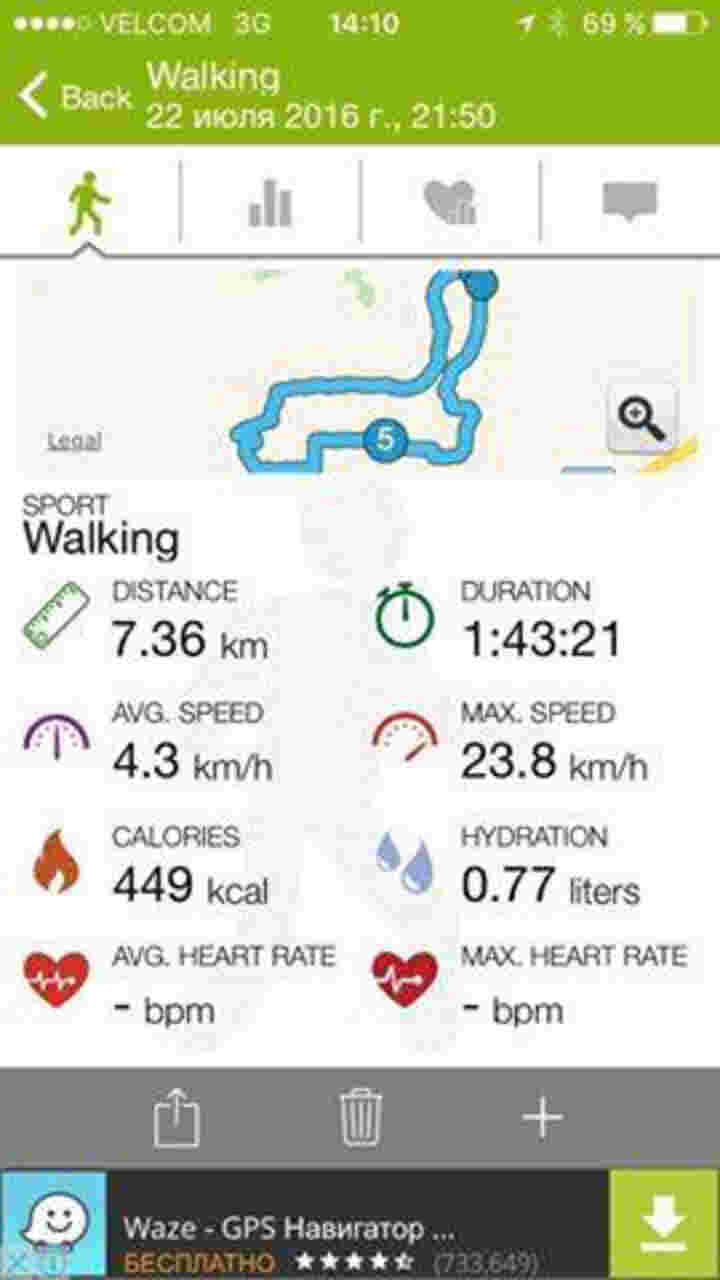 VELCOM 3G 14:10 69 %
Back
Walking
22 июля 2016 г., 21:50
5
Legal
SPORT
Walking
DISTANCE
7.36 km
DURATION
1:43:21
AVG. SPEED
4.3 km/h
MAX. SPEED
23.8 km/h
CALORIES
449 kcal
HYDRATION
0.77 liters
AVG. HEART RATE
- bpm
MAX. HEART RATE
- bpm
Waze - GPS Навигатор ...
БЕСПЛАТНО (733,649)